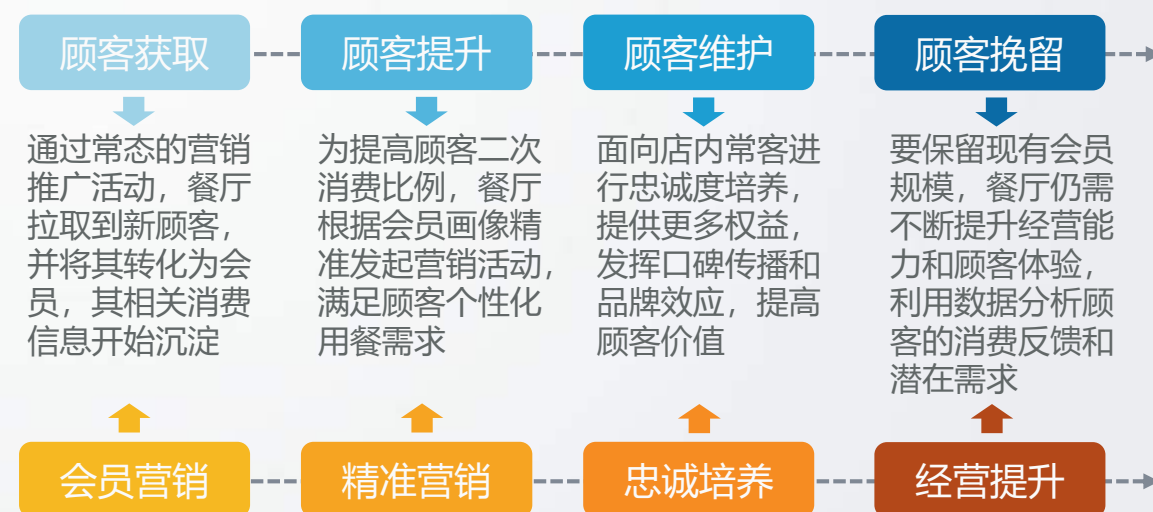 顾客获取
顾客提升
顾客维护
顾客挽留
通过常态的营销
推广活动，餐厅
拉取到新顾客，
并将其转化为会
员，其相关消费
信息开始沉淀
为提高顾客二次
消费比例，餐厅
根据会员画像精
准发起营销活动，
满足顾客个性化
用餐需求
面向店内常客进
行忠诚度培养，
提供更多权益，
发挥口碑传播和
品牌效应，提高
顾客价值
要保留现有会员
规模，餐厅仍需
不断提升经营能
力和顾客体验，
利用数据分析顾
客的消费反馈和
潜在需求
会员营销
精准营销
忠诚培养
经营提升